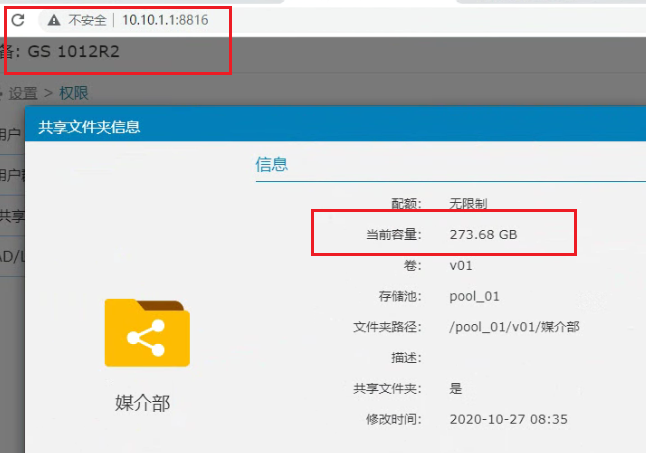 不安全 | 10.10.1.1:8816
备: GS 1012R2
设置 > 权限
共享文件夹信息
用户
信息
用户群
共享
AD/L
配额: 无限制
当前容量: 273.68 GB
卷: v01
存储池: pool_01
文件夹路径: /pool_01/v01/媒介部
描述:
共享文件夹: 是
修改时间: 2020-10-27 08:35
媒介部